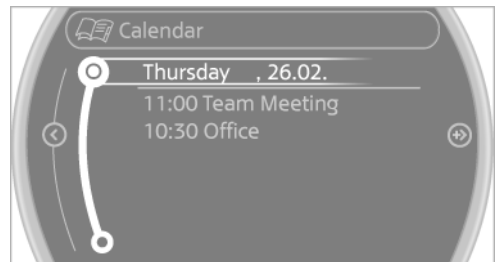 Calendar
Thursday , 26.02.
11:00 Team Meeting
10:30 Office